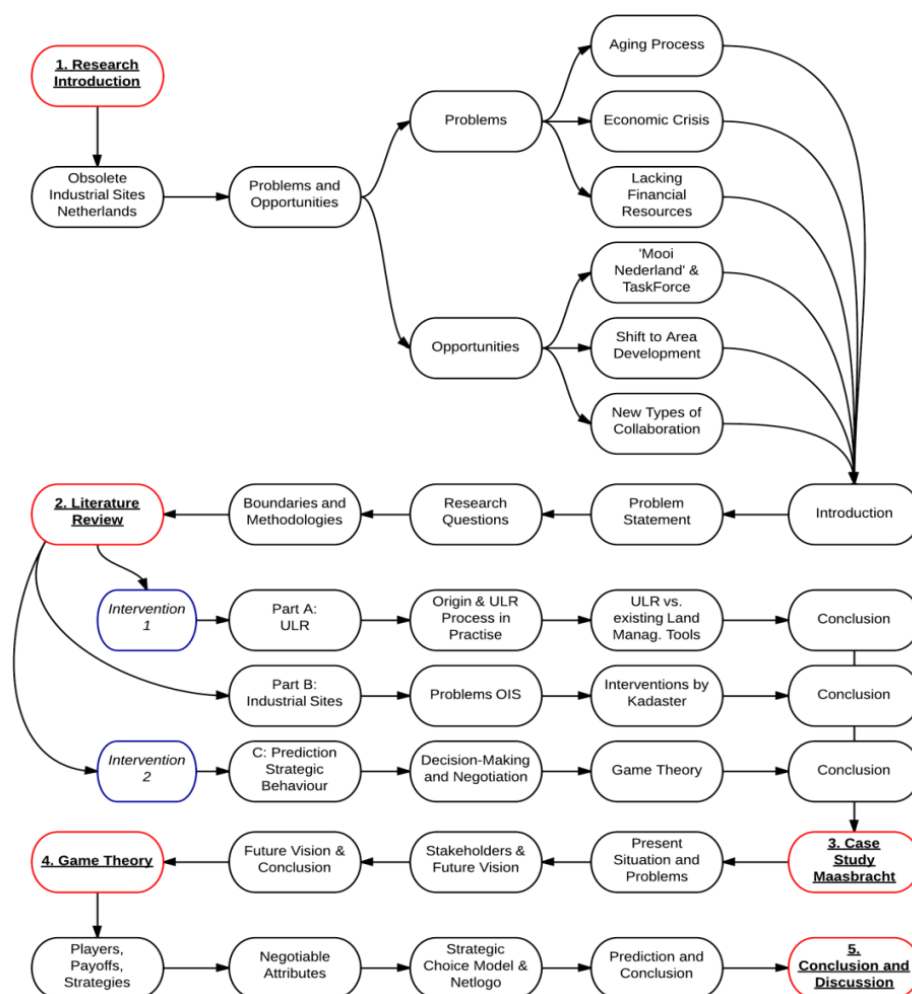 1. Research
Introduction
Aging Process
Problems
Economic Crisis
Obsolete
Industrial Sites
Netherlands
Problems and
Opportunities
Lacking
Financial
Resources
'Mooi
Nederland' &
TaskForce
Opportunities
Shift to Area
Development
New Types of
Collaboration
2. Literature
Review
Boundaries and
Methodologies
Research
Questions
Problem
Statement
Introduction
Intervention
1
Part A:
ULR
Origin & ULR
Process in
Practise
ULR vs.
existing Land
Manag. Tools
Conclusion
Part B:
Industrial Sites
Problems OIS
Interventions by
Kadaster
Conclusion
Intervention
2
C: Prediction
Strategic
Behaviour
Decision-Making
and Negotiation
Game Theory
Conclusion
4. Game Theory
Future Vision &
Conclusion
Stakeholders &
Future Vision
Present
Situation and
Problems
3. Case
Study
Maasbracht
Players,
Payoffs,
Strategies
Negotiable
Attributes
Strategic
Choice Model &
Netlogo
Prediction and
Conclusion
5.
Conclusion and
Discussion